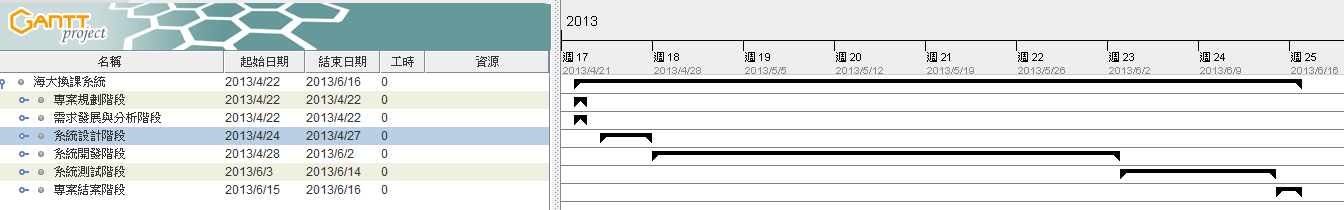 GANTT
project
2013
名稱 起始日期 結束日期 工時 資源
週 17 週 18 週 19 週 20 週 21 週 22 週 23 週 24 週 25
2013/4/21 2013/4/28 2013/5/5 2013/5/12 2013/5/19 2013/5/26 2013/6/2 2013/6/9 2013/6/16
海大換課系統 2013/4/22 2013/6/16 0
專案規劃階段 2013/4/22 2013/4/22 0
需求發展與分析階段 2013/4/22 2013/4/22 0
系統設計階段 2013/4/24 2013/4/27 0
系統開發階段 2013/4/28 2013/6/2 0
系統測試階段 2013/6/3 2013/6/14 0
專案結案階段 2013/6/15 2013/6/16 0